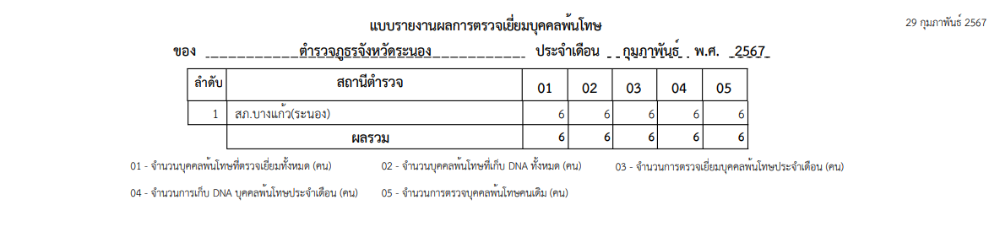 แบบรายงานผลการตรวจเยี่ยมบุคคลพ้นโทษ
29 กุมภาพันธ์ 2567
ของ ตำรวจภูธรจังหวัดระนอง ประจำเดือน กุมภาพันธ์ พ.ศ. 2567
ลำดับ สถานีตำรวจ 01 02 03 04 05
1 สภ.บางแก้ว(ระนอง) 6 6 6 6 6
ผลรวม 6 6 6 6 6
01 - จำนวนบุคคลพ้นโทษที่ตรวจเยี่ยมทั้งหมด (คน) 02 - จำนวนบุคคลพ้นโทษที่เก็บ DNA ทั้งหมด (คน) 03 - จำนวนการตรวจเยี่ยมบุคคลพ้นโทษประจำเดือน (คน)
04 - จำนวนการเก็บ DNA บุคคลพ้นโทษประจำเดือน (คน) 05 - จำนวนการตรวจบุคคลพ้นโทษคนเดิม (คน)